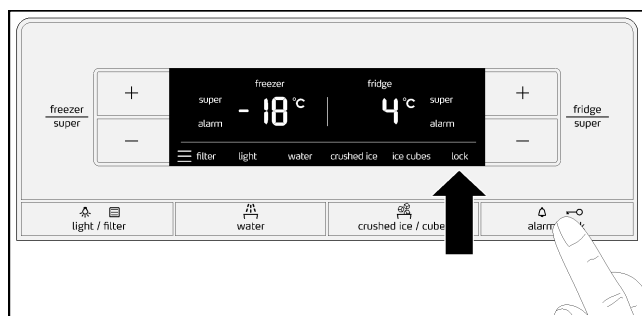 freezer
super
+
−
freezer
super
alarm
-18 °C
fridge
4 °C
super
alarm
filter light water crushed ice ice cubes lock
+
−
fridge
super
light / filter
water
crushed ice / cube
alarm